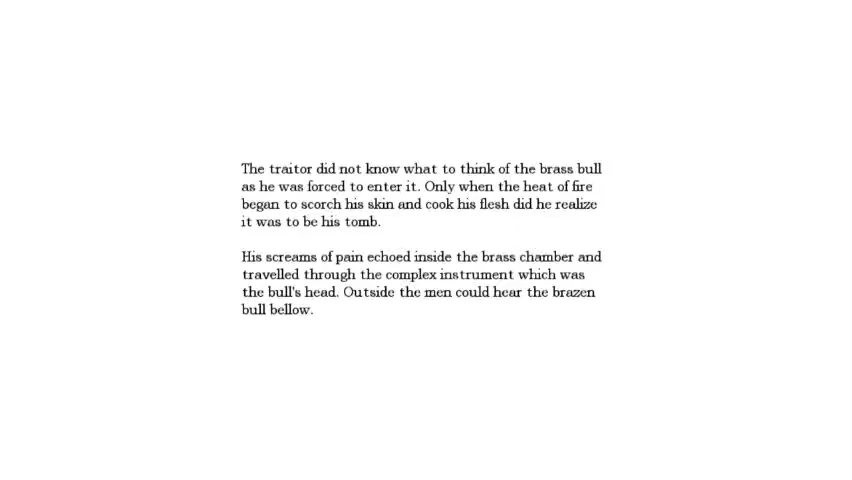 The traitor did not know what to think of the brass bull
as he was forced to enter it. Only when the heat of fire
began to scorch his skin and cook his flesh did he realize
it was to be his tomb.
His screams of pain echoed inside the brass chamber and
travelled through the complex instrument which was
the bull's head. Outside the men could hear the brazen
bull bellow.